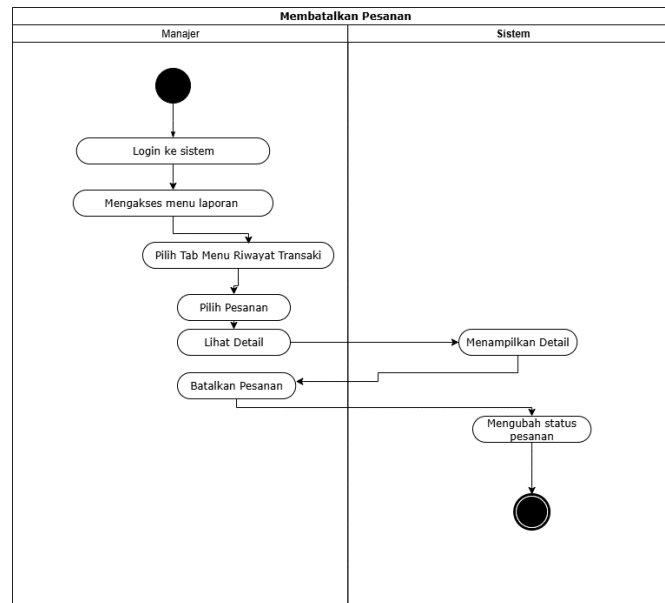 Membatalkan Pesanan
Manajer
Sistem
Login ke sistem
Mengakses menu laporan
Pilih Tab Menu Riwayat Transaki
Pilih Pesanan
Lihat Detail
Menampilkan Detail
Batalkan Pesanan
Mengubah status
pesanan